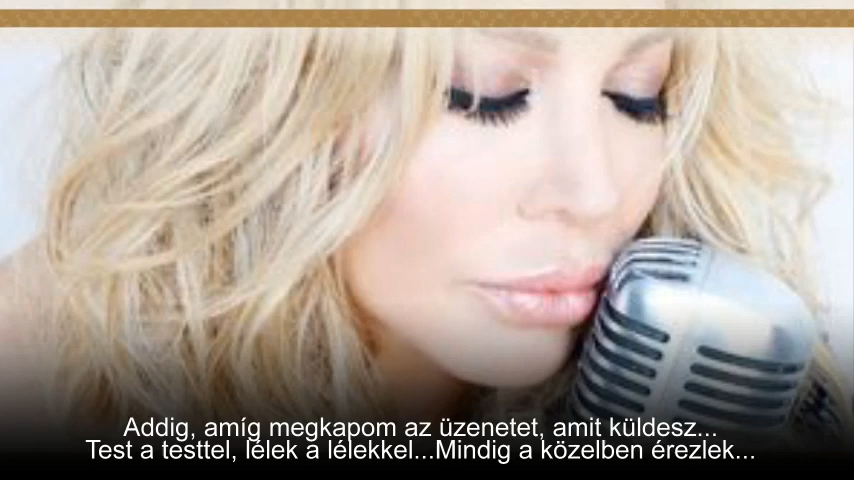 Addig, amíg megkapom az üzenetet, amit küldesz...
Test a testtel, lélek a lélekkel...Mindig a közelben érezlek...